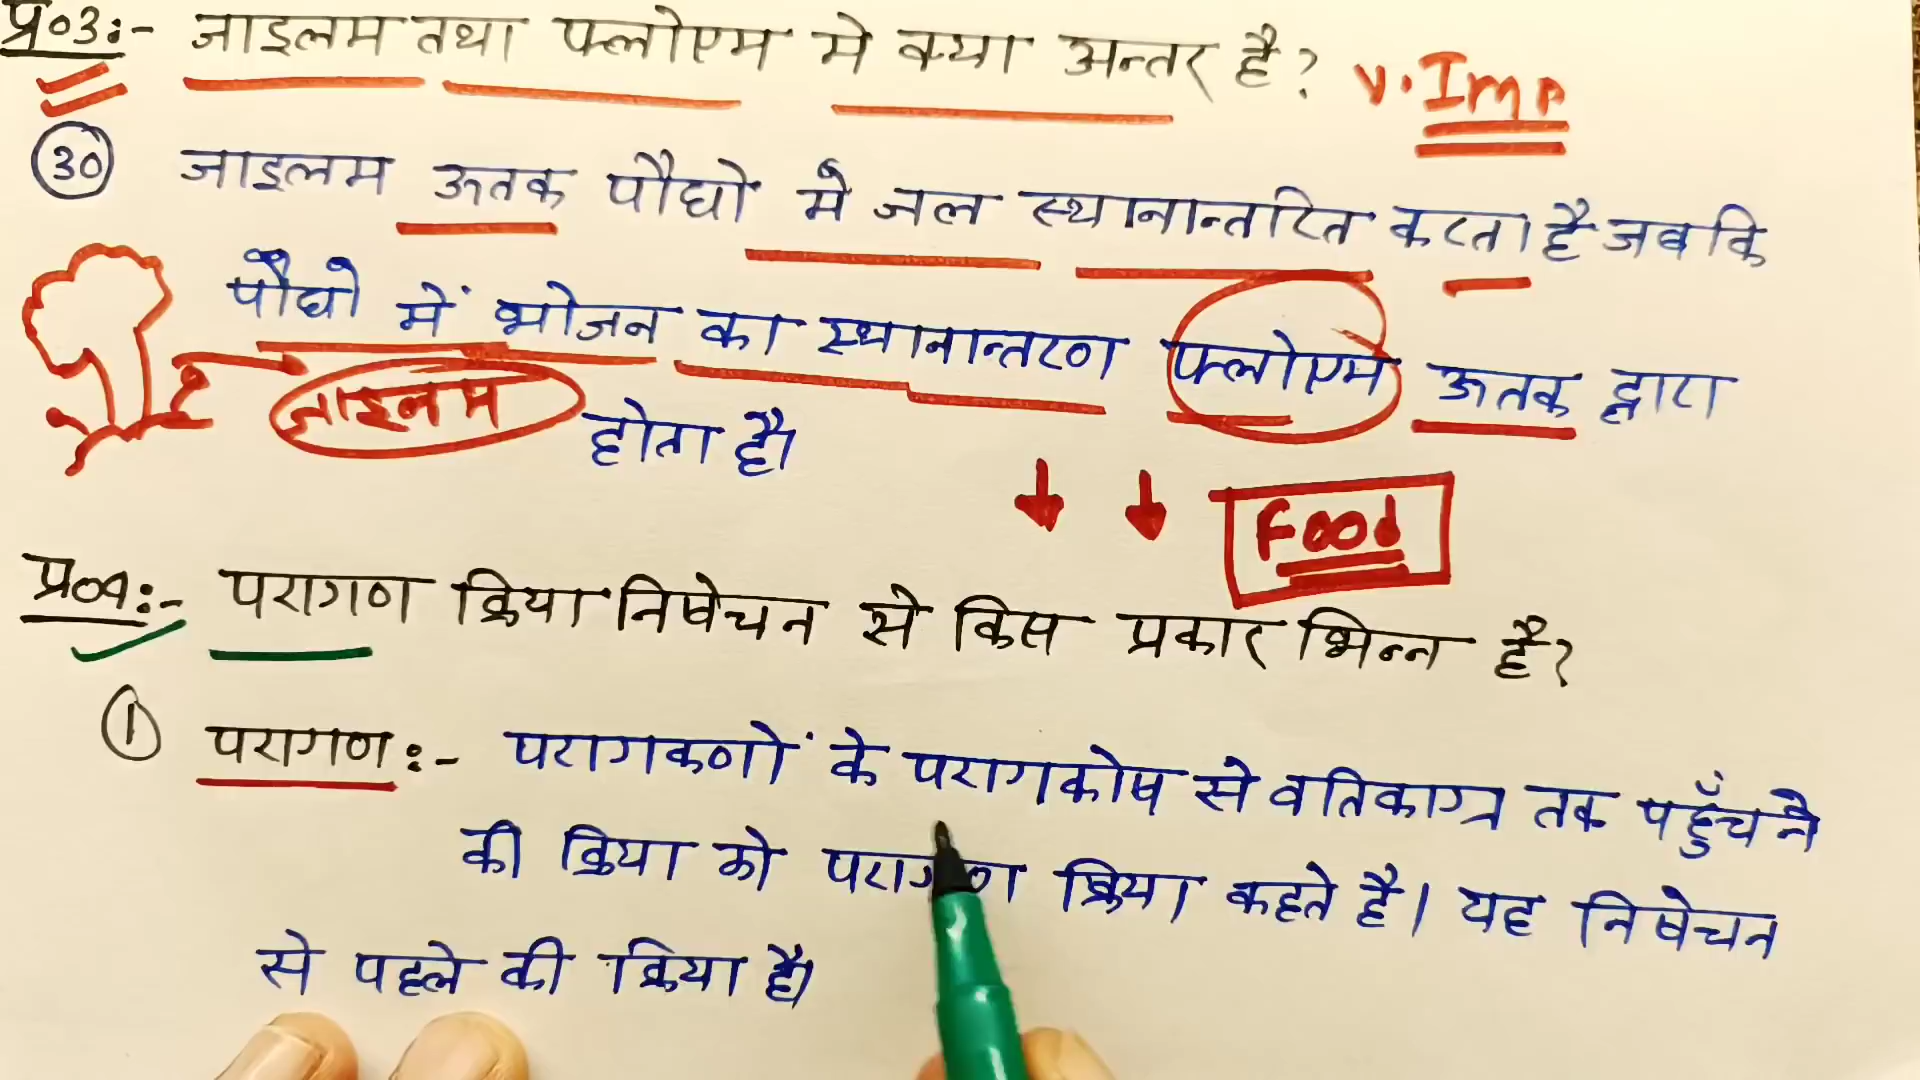 प्र०3:- जाइलम तथा फ्लोएम मे क्या अन्तर है? V. Imp
30 जाइलम ऊतक पौधो मे जल स्थानान्तरित करता है जबकि
पौधो में भोजन का स्थानान्तरण फ्लोएम ऊतक द्वारा
जाइलम होता है।
Food
प्र०4:- परागण क्रिया निषेचन से किस प्रकार भिन्न है?
1 परागण:- परागकणों के परागकोष से वर्तिकाग्र तक पहुँचने
की क्रिया को परागण क्रिया कहते है। यह निषेचन
से पहले की क्रिया है।